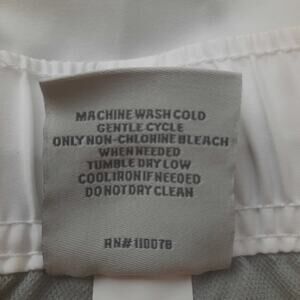 MACHINE WASH COLD
GENTLE CYCLE
ONLY NON-CHLORINE BLEACH
WHEN NEEDED
TUMBLE DRY LOW
COOL IRON IF NEEDED
DO NOT DRY CLEAN
RN# 110078